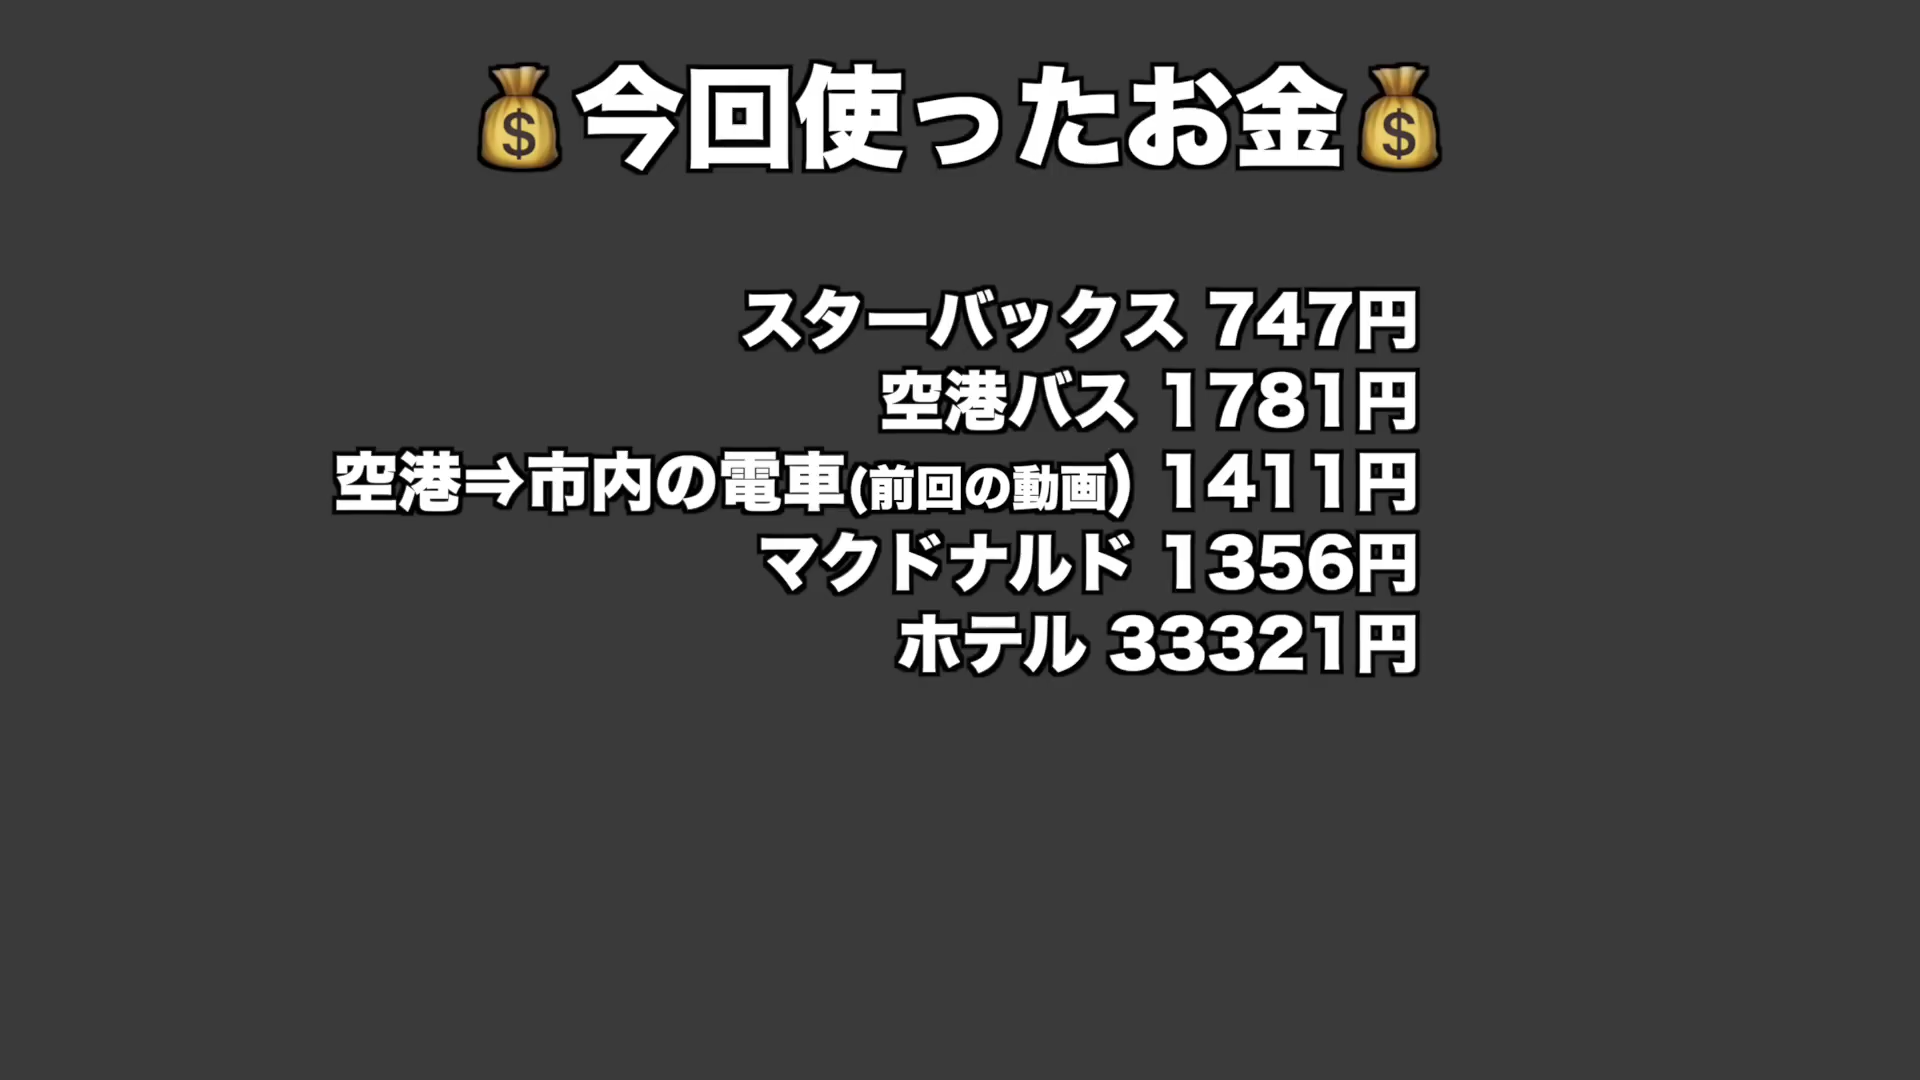 💰今回使ったお金💰
スターバックス 747円
空港バス 1781円
空港⇒市内の電車(前回の動画) 1411円
マクドナルド 1356円
ホテル 33321円